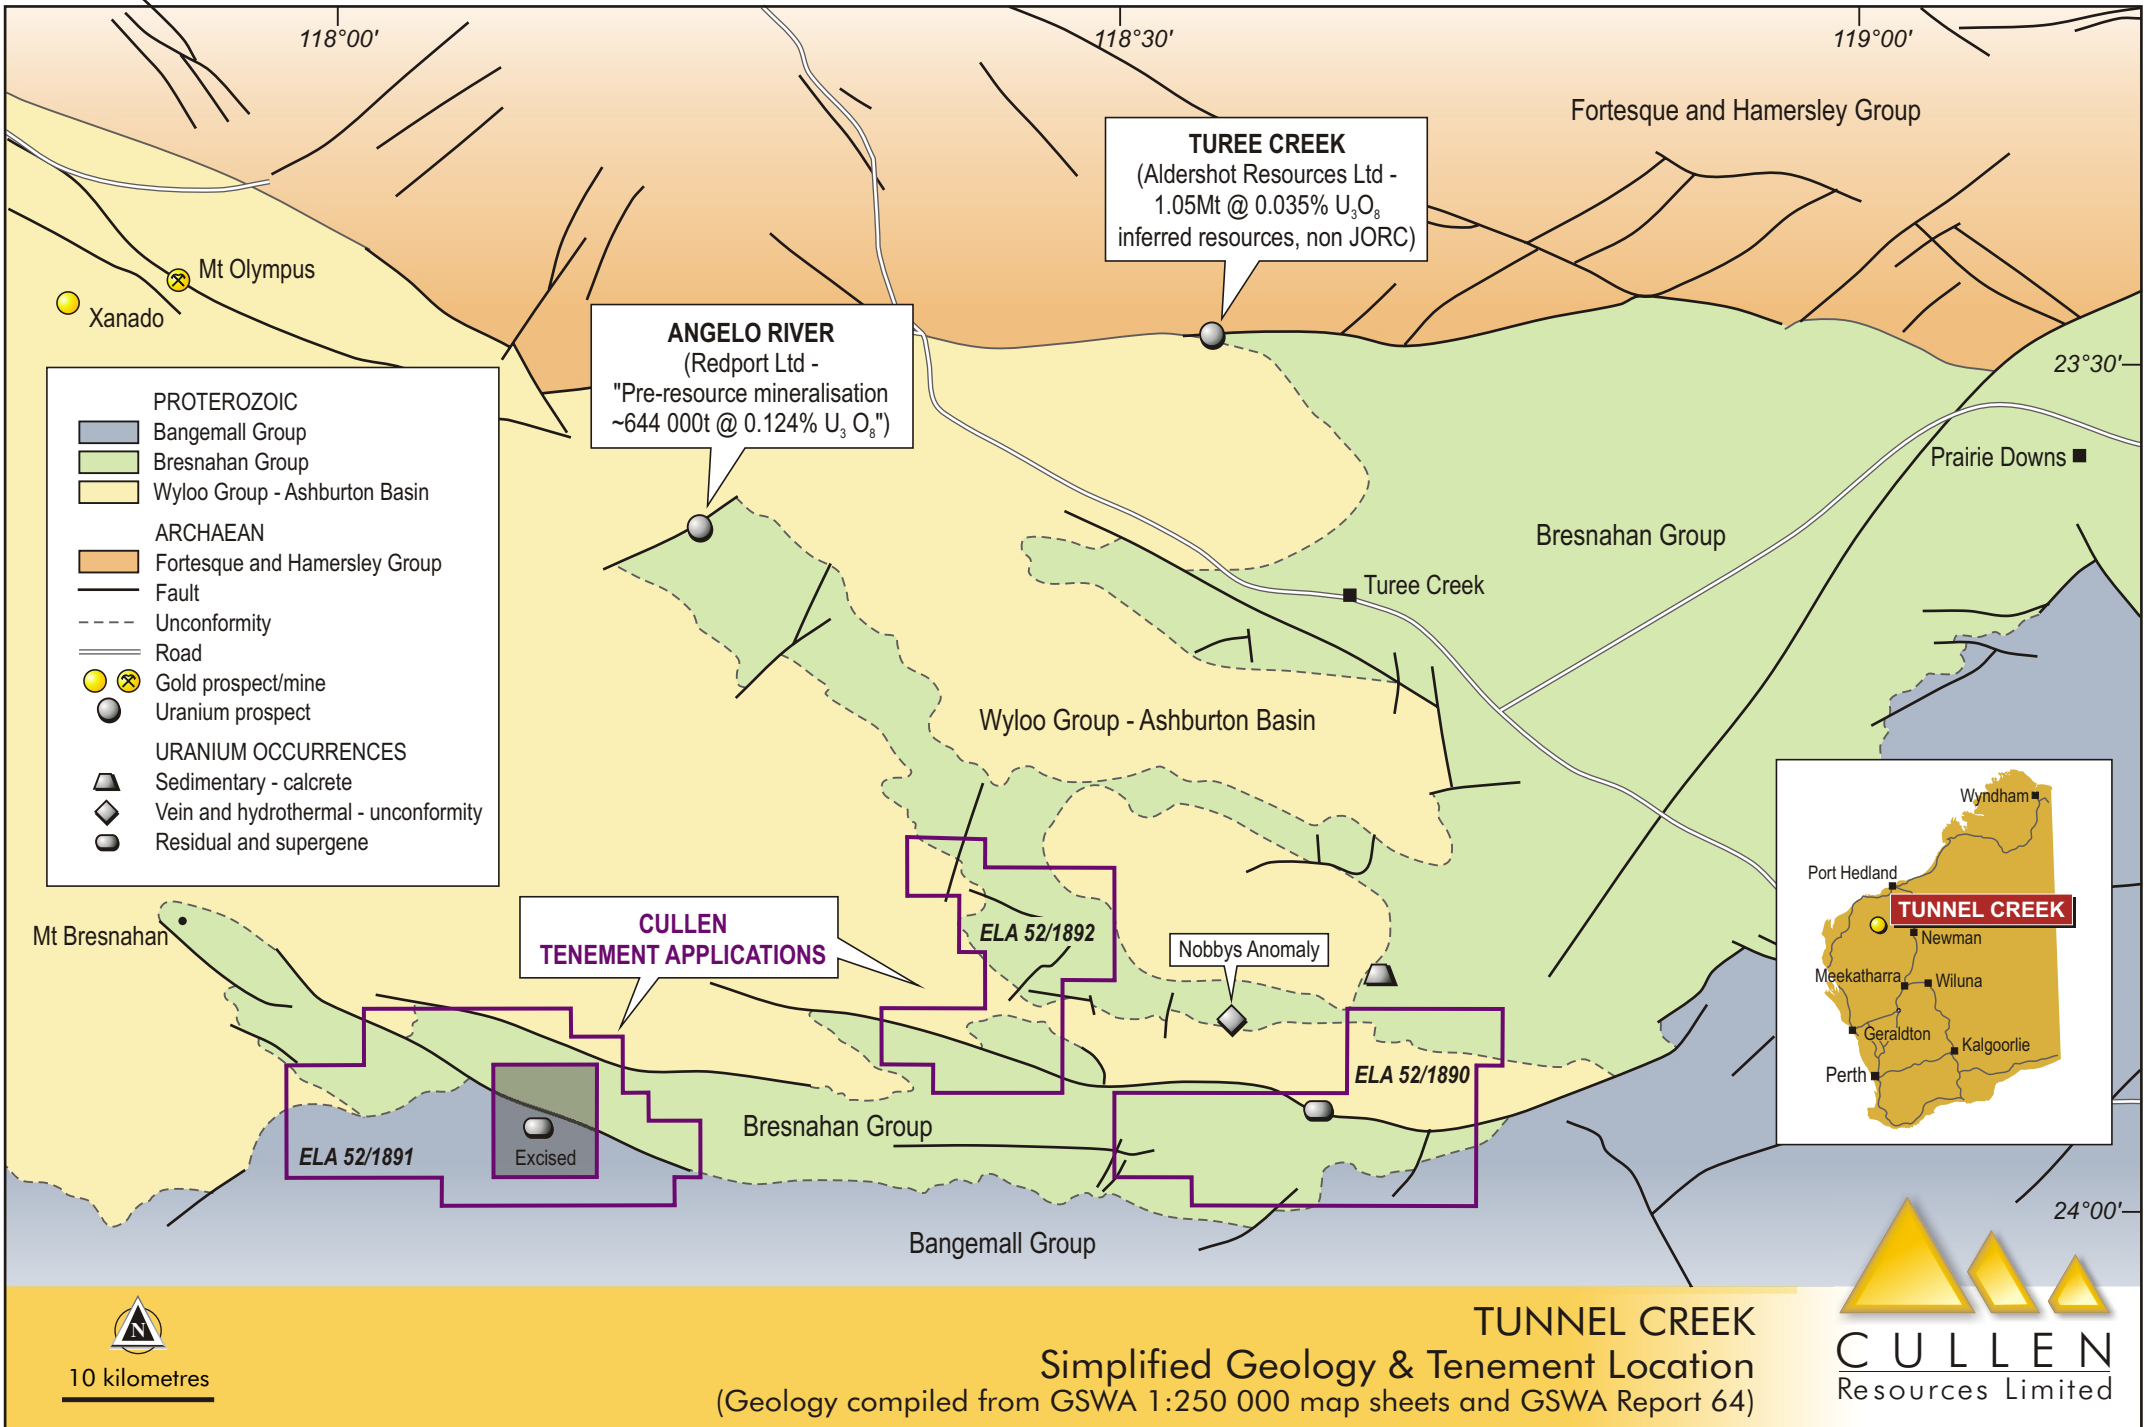 118°00'
118°30'
119°00'
Fortesque and Hamersley Group
TUREE CREEK
(Aldershot Resources Ltd -
1.05Mt @ 0.035% U₃O₈
inferred resources, non JORC)
Mt Olympus
Xanado
ANGELO RIVER
(Redport Ltd -
"Pre-resource mineralisation
~644 000t @ 0.124% U₃ O₈")
23°30'
PROTEROZOIC
Bangemall Group
Bresnahan Group
Wyloo Group - Ashburton Basin
ARCHAEAN
Fortesque and Hamersley Group
Fault
Unconformity
Road
Gold prospect/mine
Uranium prospect
URANIUM OCCURRENCES
Sedimentary - calcrete
Vein and hydrothermal - unconformity
Residual and supergene
Prairie Downs
Bresnahan Group
Turee Creek
Wyloo Group - Ashburton Basin
Wyndham
Port Hedland
TUNNEL CREEK
Newman
Meekatharra
Wiluna
Geraldton
Kalgoorlie
Perth
Mt Bresnahan
CULLEN
TENEMENT APPLICATIONS
ELA 52/1892
Nobbys Anomaly
ELA 52/1890
Bresnahan Group
ELA 52/1891
Excised
24°00'
Bangemall Group
N
10 kilometres
TUNNEL CREEK
Simplified Geology & Tenement Location
(Geology compiled from GSWA 1:250 000 map sheets and GSWA Report 64)
CULLEN
Resources Limited